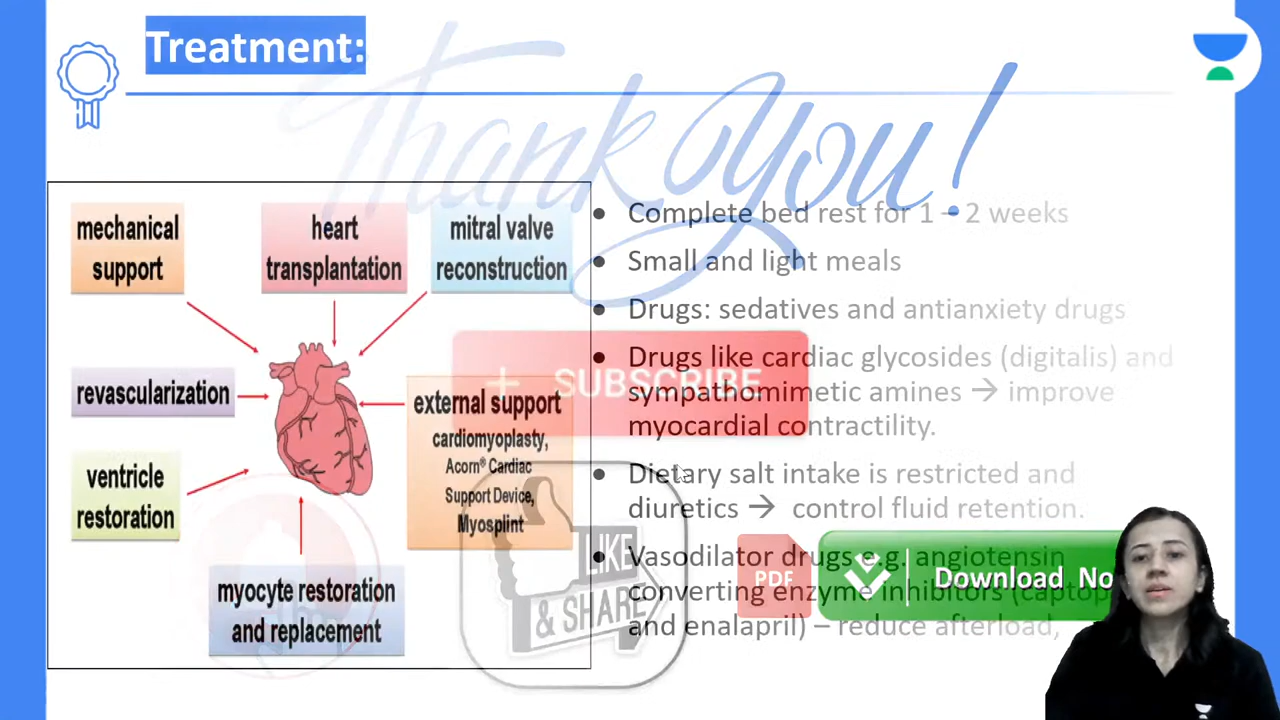 Treatment:
Thank You!
mechanical
support
heart
transplantation
mitral valve
reconstruction
revascularization
external support
cardiomyoplasty,
Acorn® Cardiac
Support Device,
Myosplint
ventricle
restoration
myocyte restoration
and replacement
Complete bed rest for 1 – 2 weeks
Small and light meals
Drugs: sedatives and antianxiety drugs
Drugs like cardiac glycosides (digitalis) and
sympathomimetic amines → improve
myocardial contractility.
Dietary salt intake is restricted and
diuretics → control fluid retention.
Vasodilator drugs e.g. angiotensin
converting enzyme inhibitors
and enalapril) – reduce afterload,
+ SUBSCRIBE
LIKE
& SHARE
PDF
Download